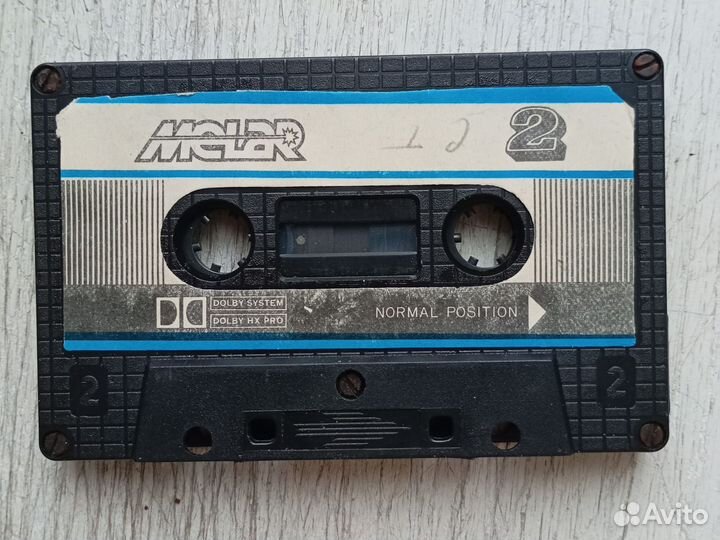 MELAR
2
DOLBY SYSTEM
DOLBY HX PRO
NORMAL POSITION
2
2
Avito